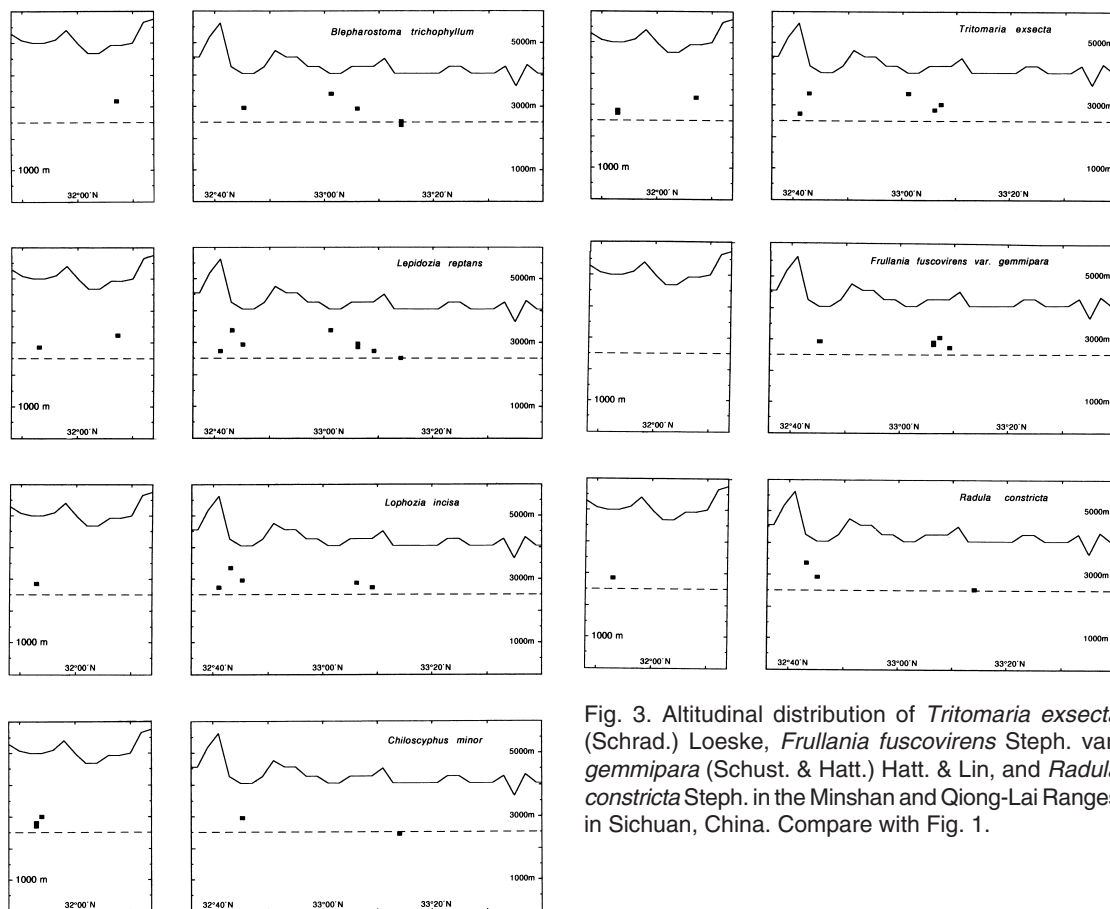 Blepharostoma trichophyllum
5000m
3000m
1000m
1000 m
32°00'N
32°40'N
33°00'N
33°20'N
Lepidozia reptans
5000m
3000m
1000m
1000 m
32°00'N
32°40'N
33°00'N
33°20'N
Lophozia incisa
5000m
3000m
1000m
1000 m
32°00'N
32°40'N
33°00'N
33°20'N
Chiloscyphus minor
5000m
3000m
1000m
1000 m
32°00'N
32°40'N
33°00'N
33°20'N
Tritomaria exsecta
5000m
3000m
1000m
1000 m
32°00'N
32°40'N
33°00'N
33°20'N
Frullania fuscovirens var. gemmipara
5000m
3000m
1000m
1000 m
32°00'N
32°40'N
33°00'N
33°20'N
Radula constricta
5000m
3000m
1000m
1000 m
32°00'N
32°40'N
33°00'N
33°20'N
Fig. 3. Altitudinal distribution of Tritomaria exsecta
(Schrad.) Loeske, Frullania fuscovirens Steph. var.
gemmipara (Schust. & Hatt.) Hatt. & Lin, and Radula
constricta Steph. in the Minshan and Qiong-Lai Ranges
in Sichuan, China. Compare with Fig. 1.